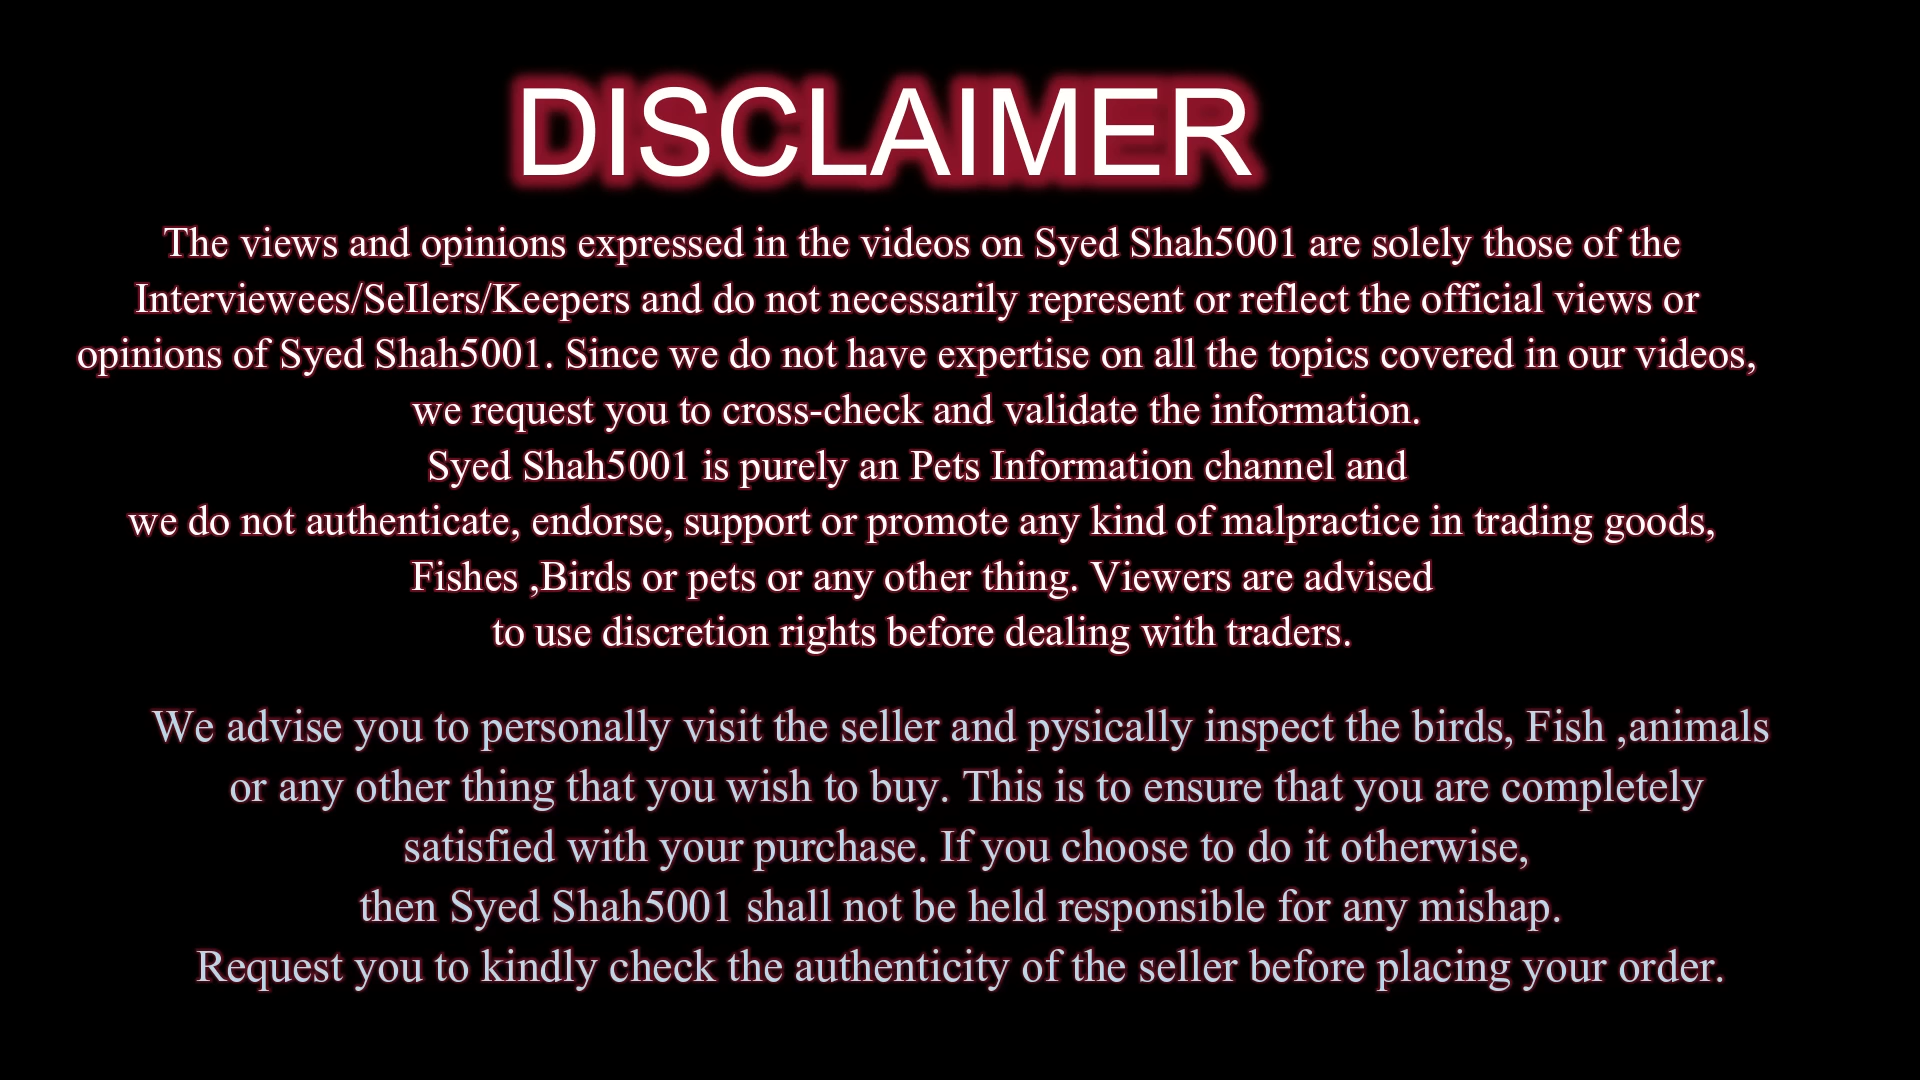 DISCLAIMER
The views and opinions expressed in the videos on Syed Shah5001 are solely those of the
Interviewees/SeIlers/Keepers and do not necessarily represent or reflect the official views or
opinions of Syed Shah5001. Since we do not have expertise on all the topics covered in our videos,
we request you to cross-check and validate the information.
Syed Shah5001 is purely an Pets Information channel and
we do not authenticate, endorse, support or promote any kind of malpractice in trading goods,
Fishes ,Birds or pets or any other thing. Viewers are advised
to use discretion rights before dealing with traders.
We advise you to personally visit the seller and pysically inspect the birds, Fish ,animals
or any other thing that you wish to buy. This is to ensure that you are completely
satisfied with your purchase. If you choose to do it otherwise,
then Syed Shah5001 shall not be held responsible for any mishap.
Request you to kindly check the authenticity of the seller before placing your order.